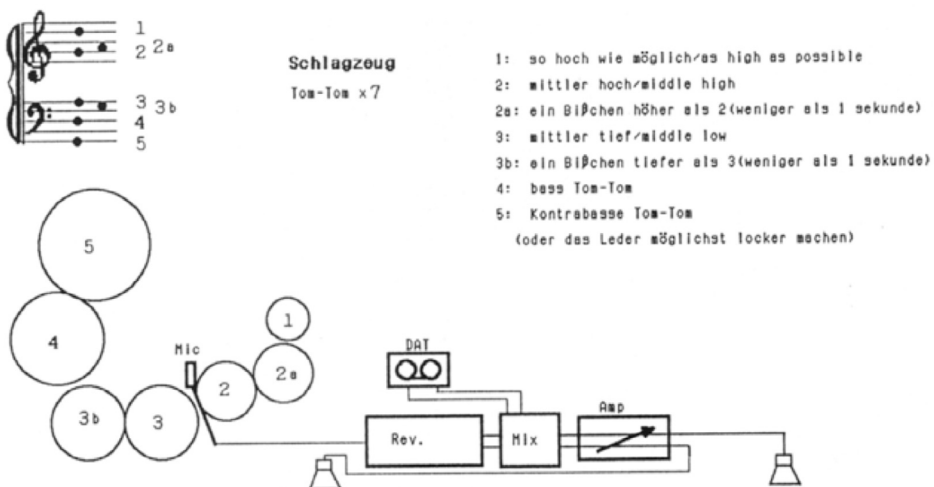 1
2 2a
3 3b
4
5
Schlagzeug
Tom-Tom x7
1: so hoch wie möglich/as high as possible
2: mittler hoch/middle high
2a: ein Bißchen höher als 2(weniger als 1 sekunde)
3: mittler tief/middle low
3b: ein Bißchen tiefer als 3(weniger als 1 sekunde)
4: bass Tom-Tom
5: Kontrabasse Tom-Tom
(oder das Leder möglichst locker machen)
5
4
3b
3
Mic
2
2a
1
DAT
Rev.
Mix
Amp